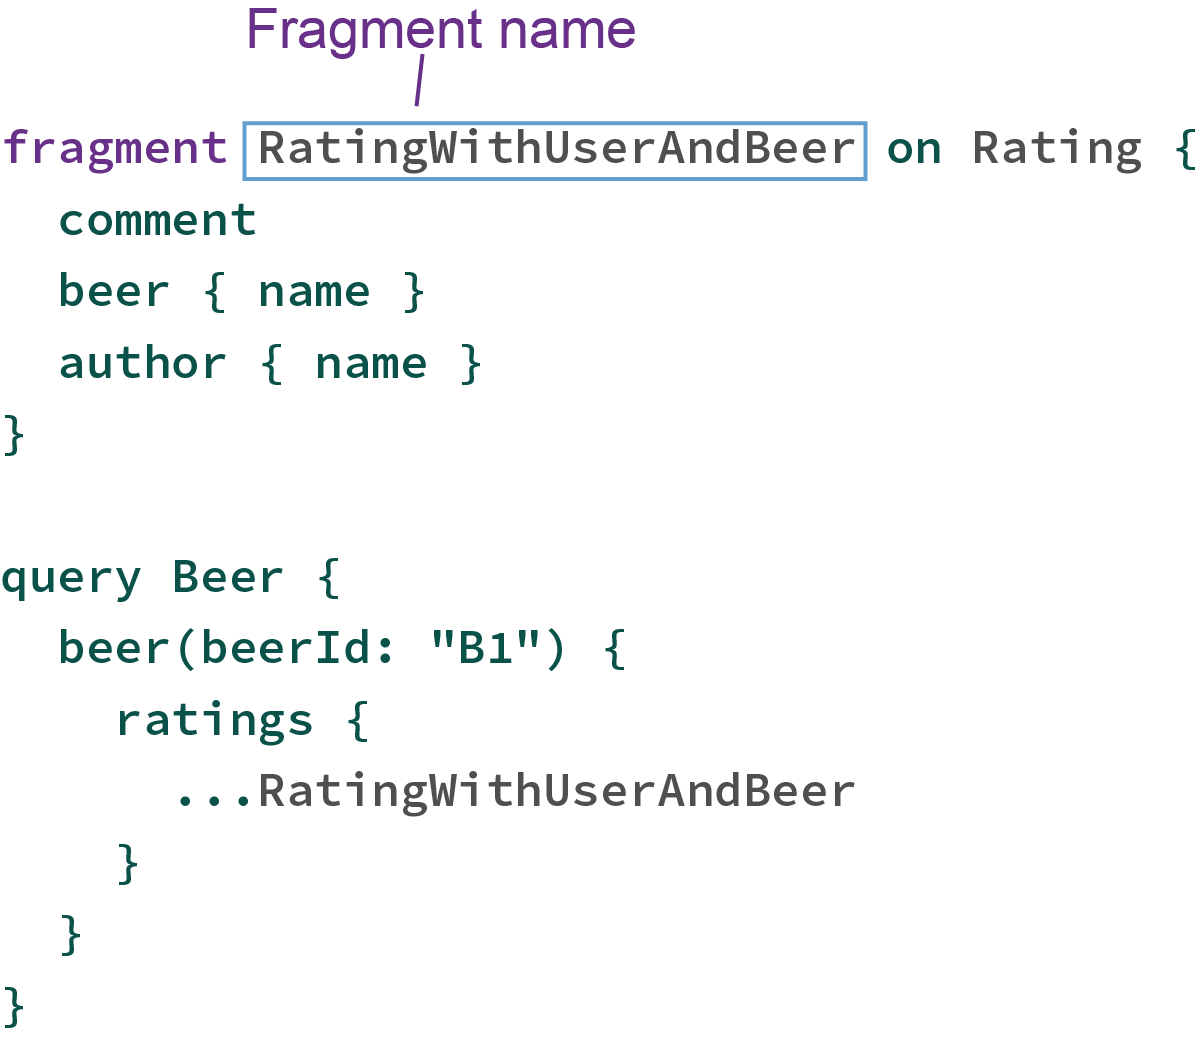 Fragment name
fragment RatingWithUserAndBeer on Rating {
  comment
  beer { name }
  author { name }
}
query Beer {
  beer(beerId: "B1") {
    ratings {
      ...RatingWithUserAndBeer
    }
  }
}